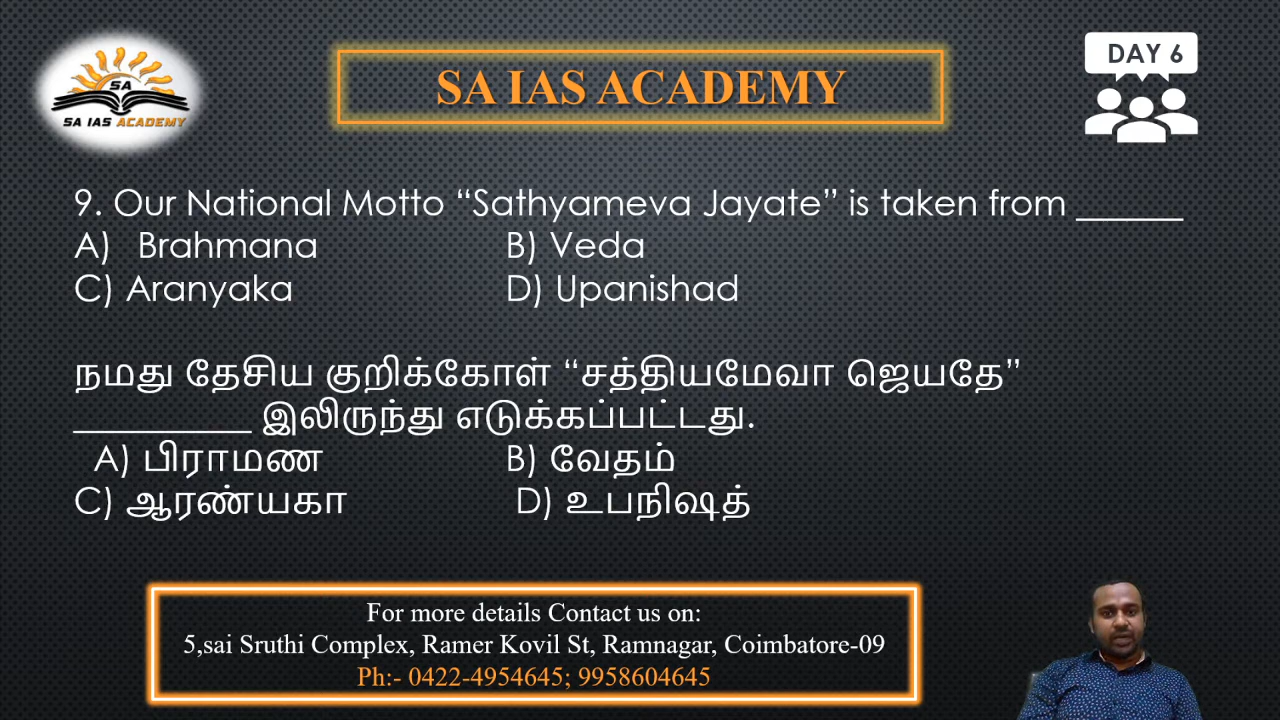 SA
SA IAS ACADEMY
SA IAS ACADEMY
DAY 6
9. Our National Motto “Sathyameva Jayate” is taken from ______
A) Brahmana B) Veda
C) Aranyaka D) Upanishad
நமது தேசிய குறிக்கோள் “சத்தியமேவா ஜெயதே”
__________ இலிருந்து எடுக்கப்பட்டது.
A) பிராமண B) வேதம்
C) ஆரண்யகா D) உபநிஷத்
For more details Contact us on:
5,sai Sruthi Complex, Ramer Kovil St, Ramnagar, Coimbatore-09
Ph:- 0422-4954645; 9958604645